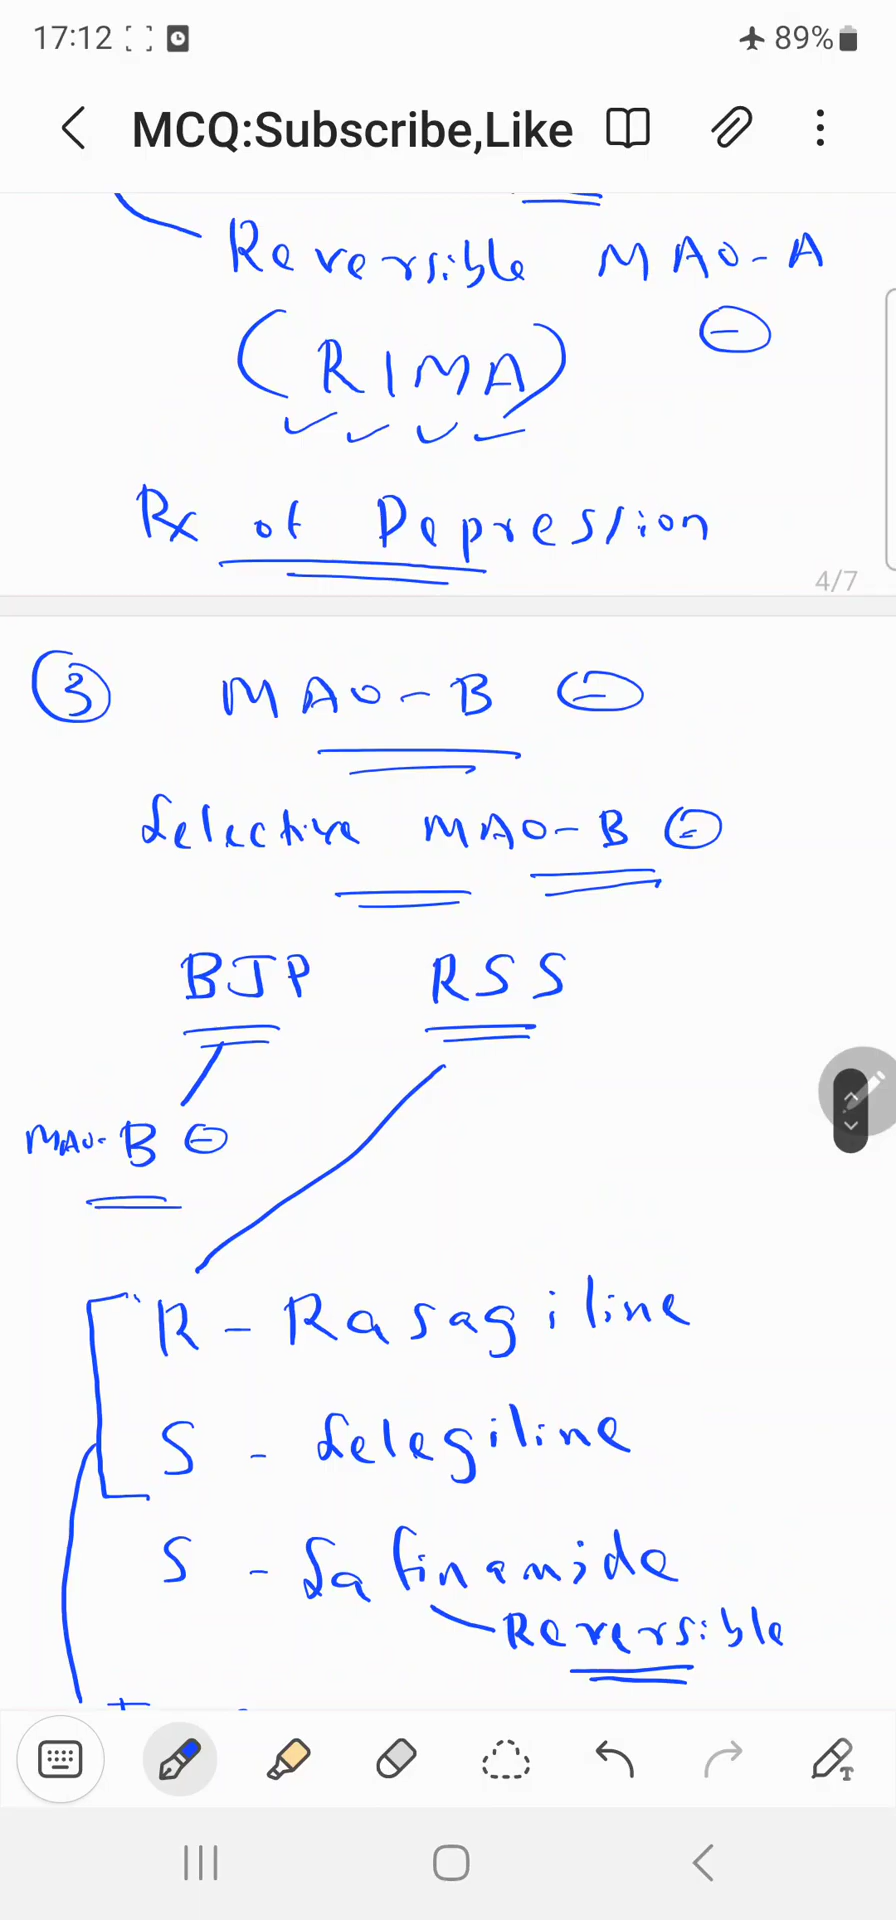 17:12 89%
MCQ:Subscribe,Like
Reversible MAO-A
(RIMA)
Rx of Depression
4/7
3 MAO-B
Selective MAO-B
BJP RSS
MAO-B
R - Rasagiline
S - Selegiline
S - Safinamide
Reversible